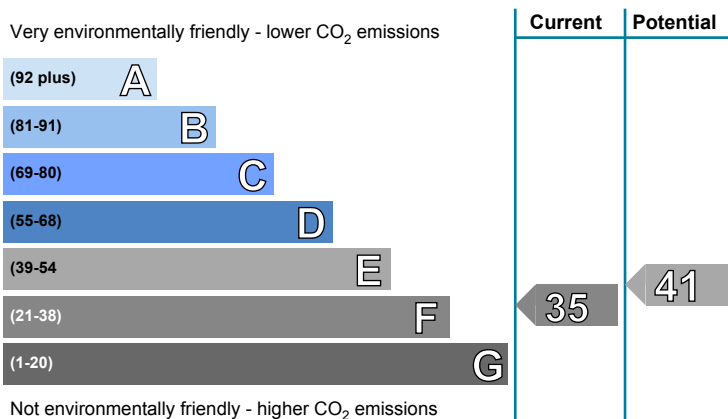 Very environmentally friendly - lower CO₂ emissions
Current
Potential
(92 plus) A
(81-91) B
(69-80) C
(55-68) D
(39-54 E
(21-38) F
(1-20) G
35
41
Not environmentally friendly - higher CO₂ emissions